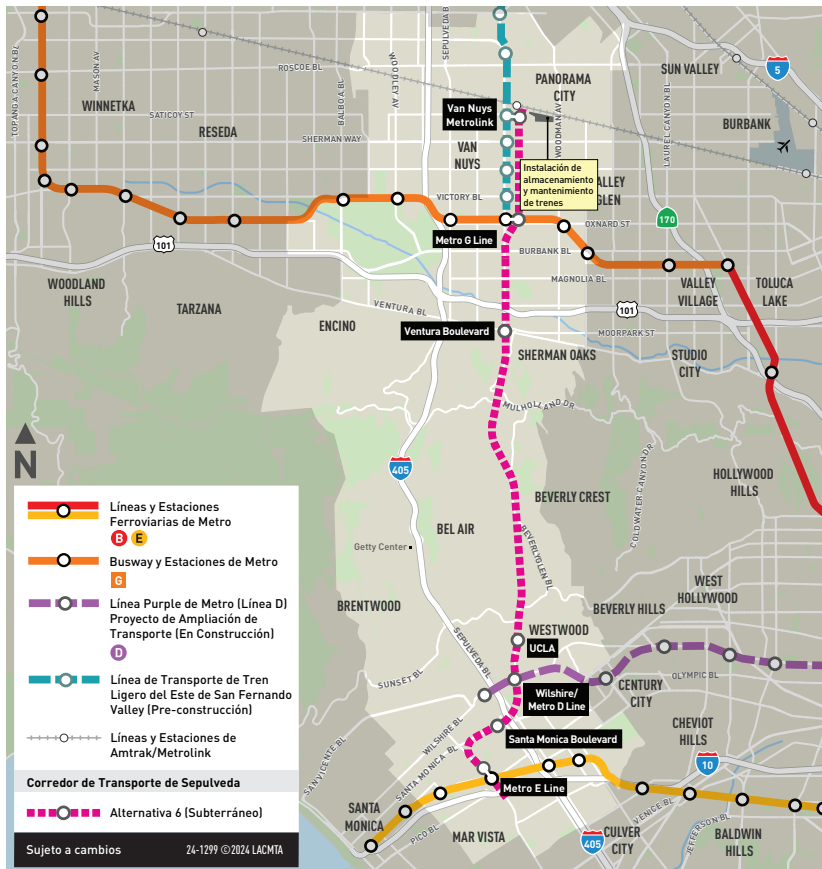 SEPULVEDA B
TOPANGA CANYON BL
MASON AV
ROSCOE BL
WOODLEY AV
BALBOA BL
PANORAMA
CITY
SUN VALLEY
5
WINNETKA
SATICOY ST
RESEDA
SHERMAN WAY
Van Nuys
Metrolink
WOODMAN AV
LAUREL CANYON BL
BURBANK
VAN
NUYS
Instalación de
almacenamiento
y mantenimiento
de trenes
ALLEY
GLEN
VICTORY BL
OXNARD ST
170
Metro G Line
101
BURBANK BL
MAGNOLIA BL
WOODLAND
HILLS
TARZANA
VENTURA BL
101
VALLEY
VILLAGE
TOLUCA
LAKE
ENCINO
Ventura Boulevard
MOORPARK ST
SHERMAN OAKS
STUDIO
CITY
MULHOLLAND DR
N
405
COLDWATER CANYON DR
HOLLYWOOD
HILLS
BEVERLY CREST
BEL AIR
Getty Center
BEVERLY GLEN BL
BRENTWOOD
WEST
HOLLYWOOD
BEVERLY HILLS
WESTWOOD
UCLA
SEPULVEDA BL
SUNSET BL
Wilshire/
Metro D Line
CENTURY
CITY
OLYMPIC BL
WILSHIRE BL
Santa Monica Boulevard
CHEVIOT
HILLS
SAN VICENTE BL
SANTA MONICA BL
10
Metro E Line
SANTA
MONICA
PICO BL
MAR VISTA
405
CULVER
CITY
VENICE BL
JEFFERSON BL
BALDWIN
HILLS
Líneas y Estaciones
Ferroviarias de Metro
B E
Busway y Estaciones de Metro
G
Línea Purple de Metro (Línea D)
Proyecto de Ampliación de
Transporte (En Construcción)
D
Línea de Transporte de Tren
Ligero del Este de San Fernando
Valley (Pre-construcción)
Líneas y Estaciones de
Amtrak/Metrolink
Corredor de Transporte de Sepulveda
Alternativa 6 (Subterráneo)
Sujeto a cambios 24-1299 ©2024 LACMTA